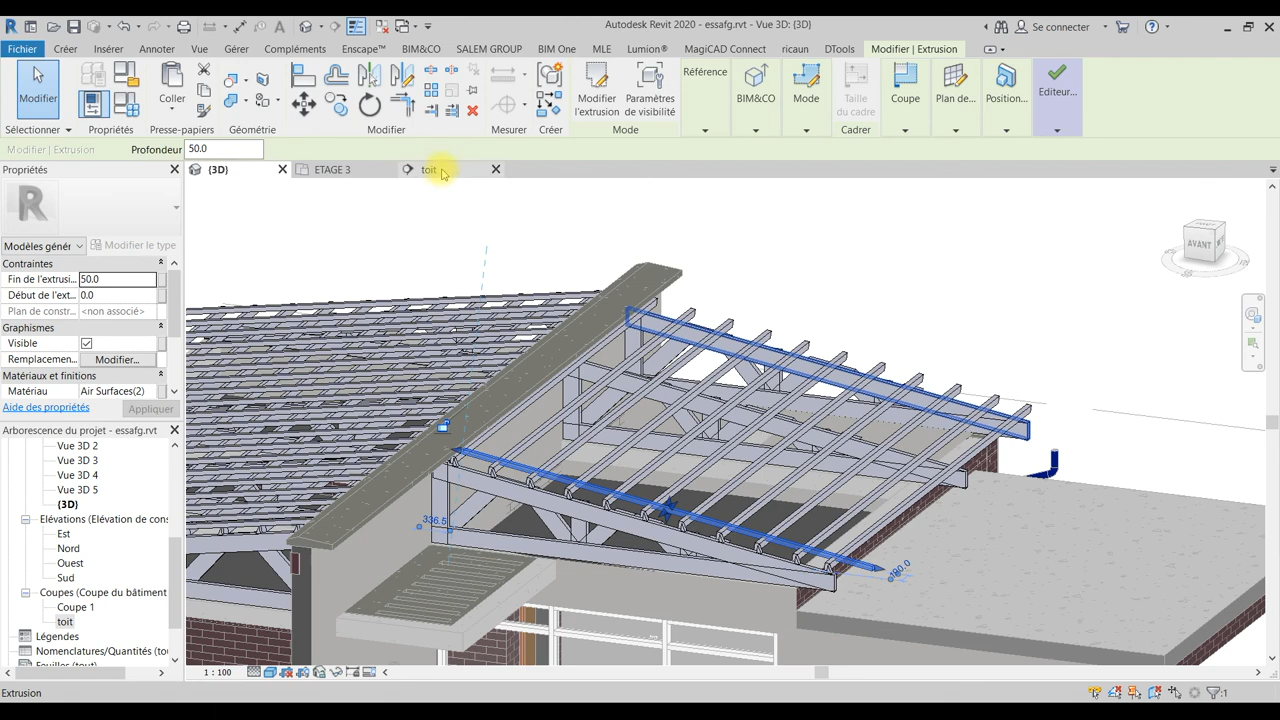 Autodesk Revit 2020 - essafg.rvt - Vue 3D: {3D}
Se connecter
Fichier Créer Insérer Annoter Vue Gérer Compléments Enscape™ BIM&CO SALEM GROUP BIM One MLE Lumion® MagiCAD Connect ricaun DTools Modifier | Extrusion
Modifier
Coller
Modifier l'extrusion
Paramètres de visibilité
Référence
BIM&CO
Mode
Taille du cadre
Coupe
Plan de...
Position...
Editeur...
Sélectionner Propriétés Presse-papiers Géométrie Modifier Mesurer Créer Mode Cadrer
Modifier | Extrusion Profondeur 50.0
Propriétés
{3D} ETAGE 3 toit
Modèles génér Modifier le type
Contraintes
Fin de l'extrusi... 50.0
Début de l'ext... 0.0
Plan de constr... <non associé>
Graphismes
Visible
Remplacemen... Modifier...
Matériaux et finitions
Matériau Air Surfaces(2)
Aide des propriétés Appliquer
Arborescence du projet - essafg.rvt
Vue 3D 2
Vue 3D 3
Vue 3D 4
Vue 3D 5
{3D}
Elévations (Elévation de cons
Est
Nord
Ouest
Sud
Coupes (Coupe du bâtiment
Coupe 1
toit
Légendes
Nomenclatures/Quantités (tou
AVANT
336.5
1 : 100
Extrusion
:1